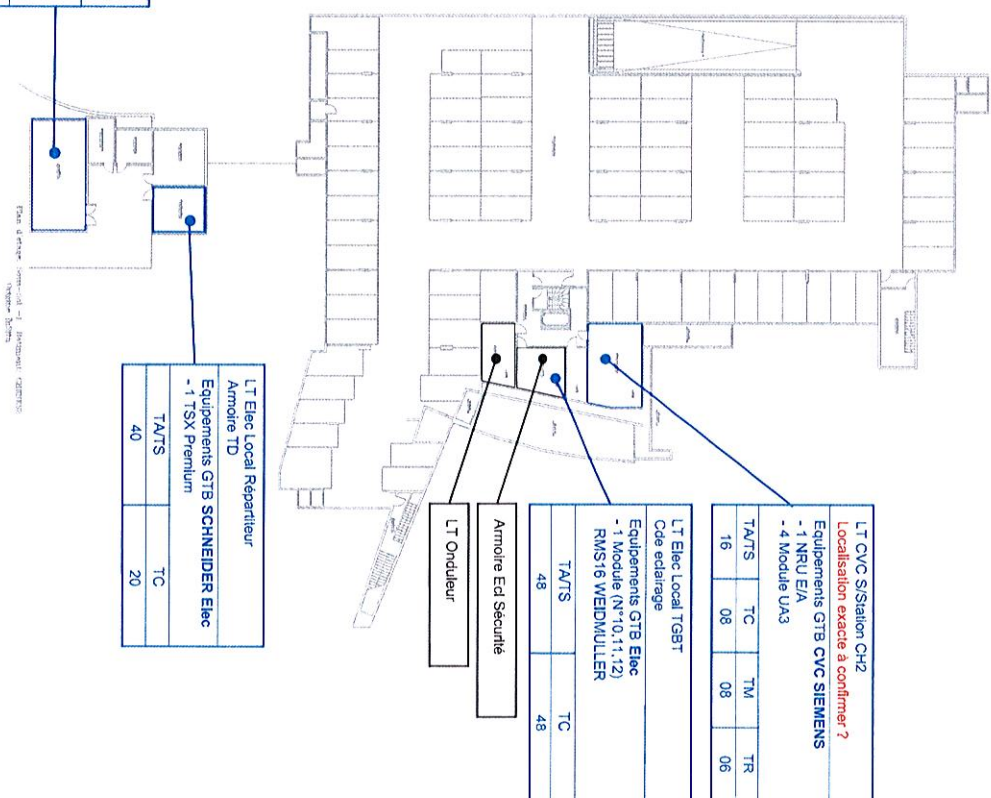 LT CVC S/Station CH2
Localisation exacte à confirmer ?
Equipements GTB CVC SIEMENS
- 1 NRU E/A
- 4 Module UA3
TA/TS TC TM TR
16 08 08 06
LT Elec Local TGBT
Cde eclairage
Equipements GTB Elec
- 1 Module (N°10,11,12)
RMS16 WEIDMULLER
TA/TS TC
48 48
Armoire Ecl Sécurité
LT Onduleur
LT Elec Local Répartiteur
Armoire TD
Equipements GTB SCHNEIDER Elec
- 1 TSX Premium
TA/TS TC
40 20